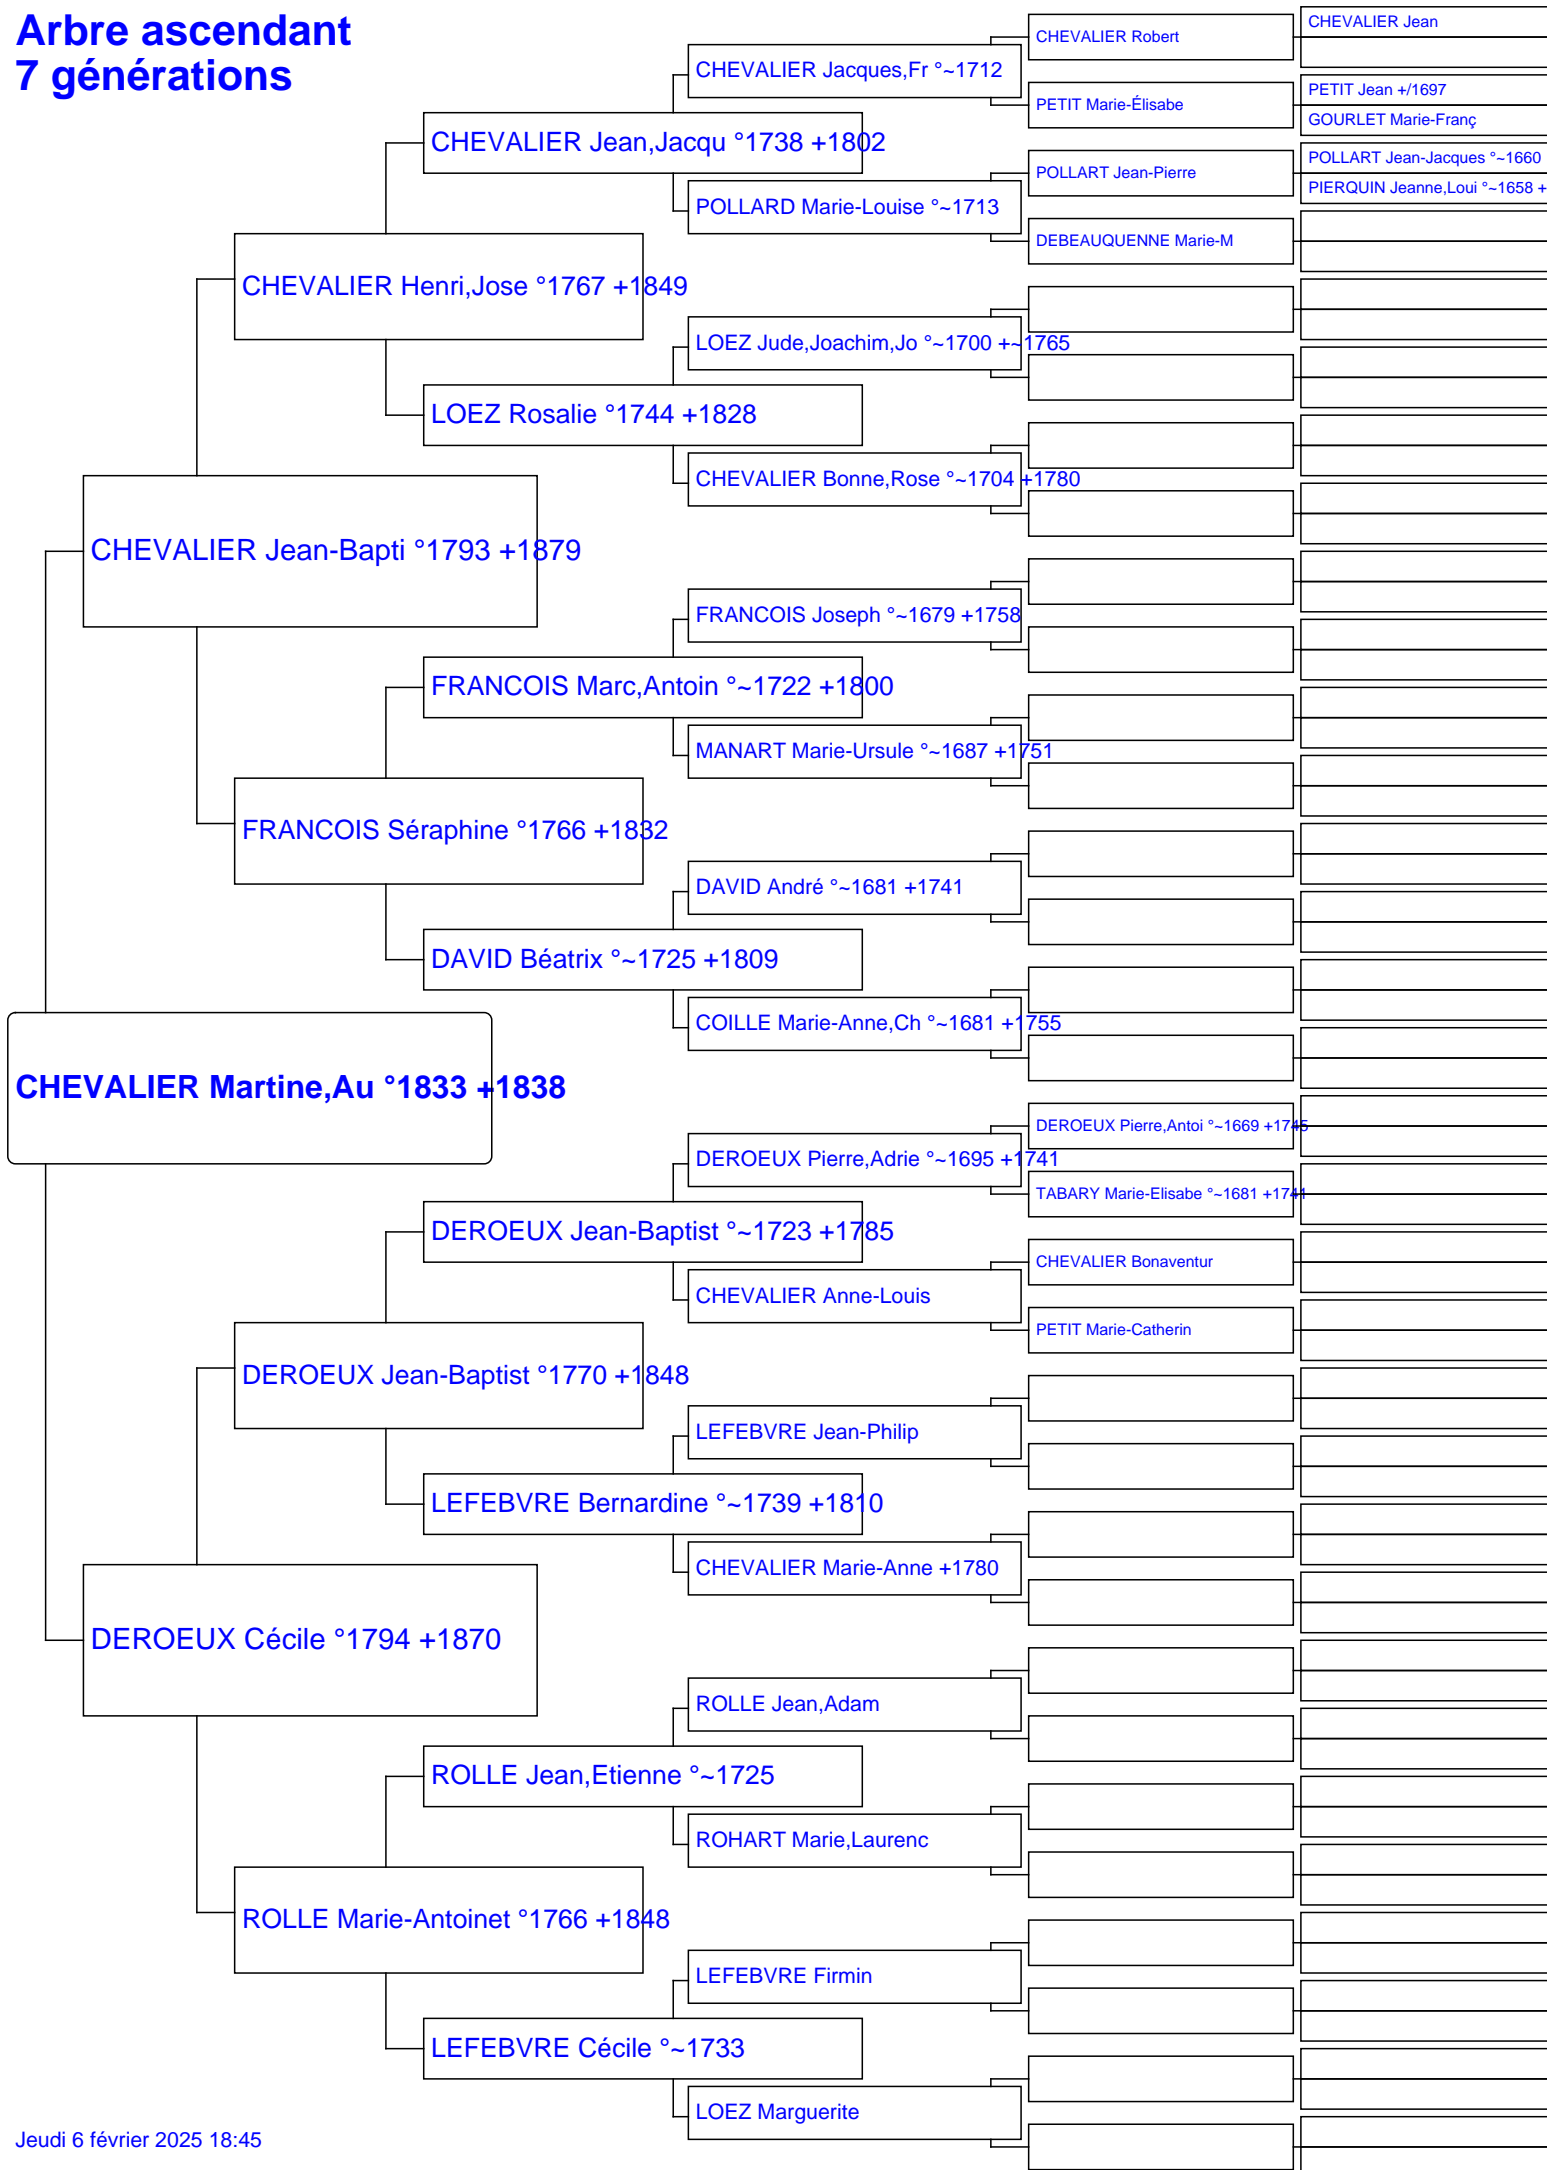 Arbre ascendant
7 générations
CHEVALIER Jean
CHEVALIER Robert
CHEVALIER Jacques,Fr °~1712
PETIT Jean +/1697
PETIT Marie-Élisabe
GOURLET Marie-Franç
CHEVALIER Jean,Jacqu °1738 +1802
POLLART Jean-Jacques °~1660
POLLART Jean-Pierre
PIERQUIN Jeanne,Loui °~1658 +
POLLARD Marie-Louise °~1713
DEBEAUQUENNE Marie-M
CHEVALIER Henri,Jose °1767 +1849
LOEZ Jude,Joachim,Jo °~1700 +~1765
LOEZ Rosalie °1744 +1828
CHEVALIER Bonne,Rose °~1704 +1780
CHEVALIER Jean-Bapti °1793 +1879
FRANCOIS Joseph °~1679 +1758
FRANCOIS Marc,Antoin °~1722 +1800
MANART Marie-Ursule °~1687 +1751
FRANCOIS Séraphine °1766 +1832
DAVID André °~1681 +1741
DAVID Béatrix °~1725 +1809
COILLE Marie-Anne,Ch °~1681 +1755
CHEVALIER Martine,Au °1833 +1838
DEROEUX Pierre,Antoi °~1669 +1745
DEROEUX Pierre,Adrie °~1695 +1741
TABARY Marie-Elisabe °~1681 +1741
DEROEUX Jean-Baptist °~1723 +1785
CHEVALIER Bonaventur
CHEVALIER Anne-Louis
PETIT Marie-Catherin
DEROEUX Jean-Baptist °1770 +1848
LEFEBVRE Jean-Philip
LEFEBVRE Bernardine °~1739 +1810
CHEVALIER Marie-Anne +1780
DEROEUX Cécile °1794 +1870
ROLLE Jean,Adam
ROLLE Jean,Etienne °~1725
ROHART Marie,Laurenc
ROLLE Marie-Antoinet °1766 +1848
LEFEBVRE Firmin
LEFEBVRE Cécile °~1733
LOEZ Marguerite
Jeudi 6 février 2025 18:45